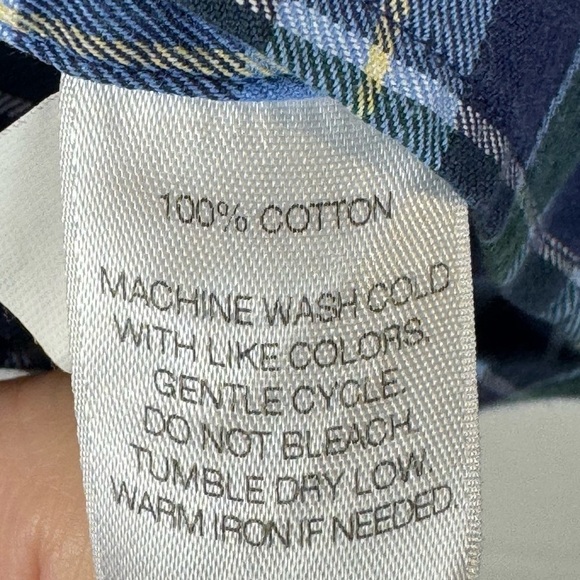 100% COTTON
MACHINE WASH COLD
WITH LIKE COLORS.
GENTLE CYCLE
DO NOT BLEACH.
TUMBLE DRY LOW.
WARM IRON IF NEEDED